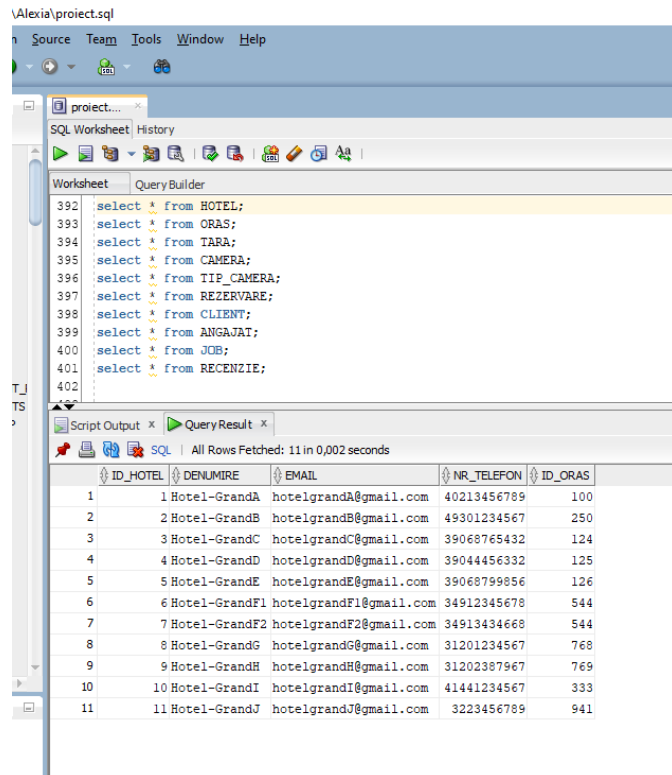 \Alexia\proiect.sql
n Source Team Tools Window Help
SQL
proiect....
SQL Worksheet History
SQL Aa
Worksheet Query Builder
392 select * from HOTEL;
393 select * from ORAS;
394 select * from TARA;
395 select * from CAMERA;
396 select * from TIP_CAMERA;
397 select * from REZERVARE;
398 select * from CLIENT;
399 select * from ANGAJAT;
400 select * from JOB;
401 select * from RECENZIE;
402
TS
Script Output x Query Result x
SQL | All Rows Fetched: 11 in 0,002 seconds
ID_HOTEL DENUMIRE EMAIL NR_TELEFON ID_ORAS
1 1 Hotel-GrandA hotelgrandA@gmail.com 40213456789 100
2 2 Hotel-GrandB hotelgrandB@gmail.com 49301234567 250
3 3 Hotel-GrandC hotelgrandC@gmail.com 39068765432 124
4 4 Hotel-GrandD hotelgrandD@gmail.com 39044456332 125
5 5 Hotel-GrandE hotelgrandE@gmail.com 39068799856 126
6 6 Hotel-GrandF1 hotelgrandF1@gmail.com 34912345678 544
7 7 Hotel-GrandF2 hotelgrandF2@gmail.com 34913434668 544
8 8 Hotel-GrandG hotelgrandG@gmail.com 31201234567 768
9 9 Hotel-GrandH hotelgrandH@gmail.com 31202387967 769
10 10 Hotel-GrandI hotelgrandI@gmail.com 41441234567 333
11 11 Hotel-GrandJ hotelgrandJ@gmail.com 3223456789 941